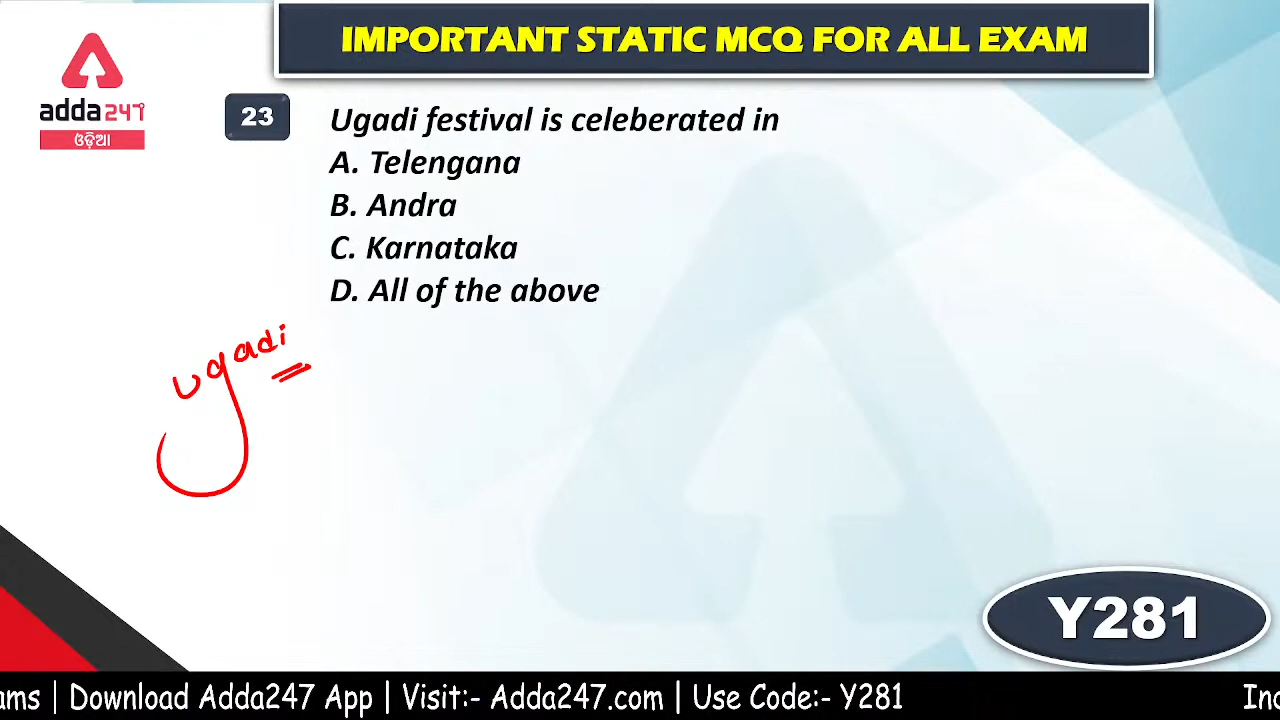 IMPORTANT STATIC MCQ FOR ALL EXAM
adda247
ଓଡ଼ିଆ
23
Ugadi festival is celeberated in
A. Telengana
B. Andra
C. Karnataka
D. All of the above
ugadi
Y281
ams | Download Adda247 App | Visit:- Adda247.com | Use Code:- Y281
Ind